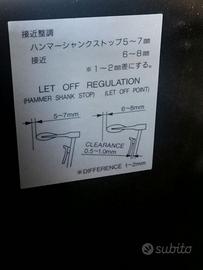 接近整調
ハンマーシャンクストップ5～7㎜
接近 6～8㎜
※1～2㎜差にする。
LET OFF REGULATION
(HAMMER SHANK STOP) (LET OFF POINT)
5~7mm 6~8mm
CLEARANCE
0.5~1.0mm
※DIFFERENCE 1~2mm
subito